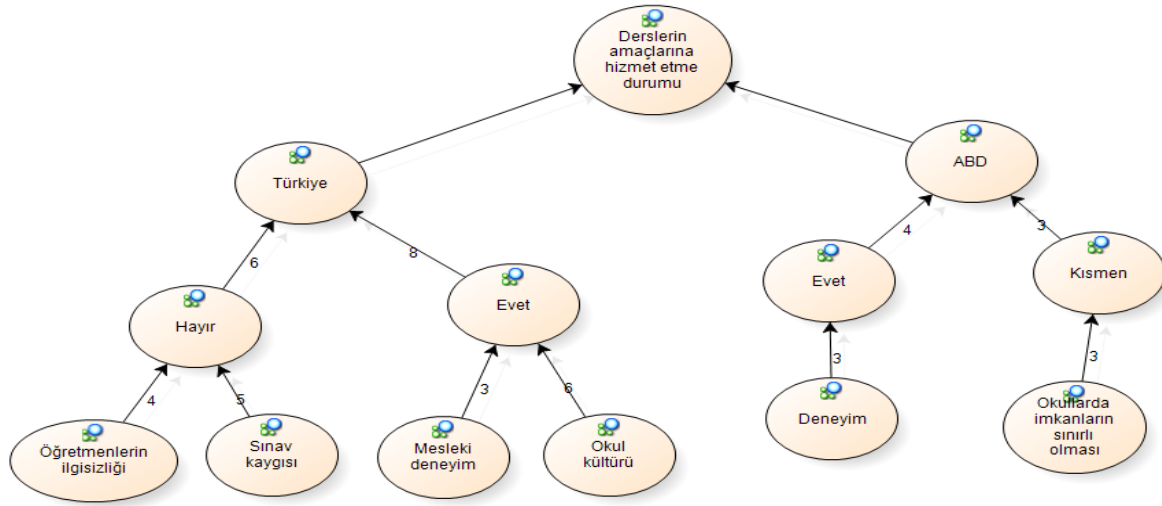 Derslerin
amaçlarına
hizmet etme
durumu
Türkiye
ABD
6
8
4
3
Hayır
Evet
Evet
Kısmen
4
5
3
6
3
3
Öğretmenlerin
ilgisizliği
Sınav
kaygısı
Mesleki
deneyim
Okul
kültürü
Deneyim
Okullarda
imkanların
sınırlı
olması